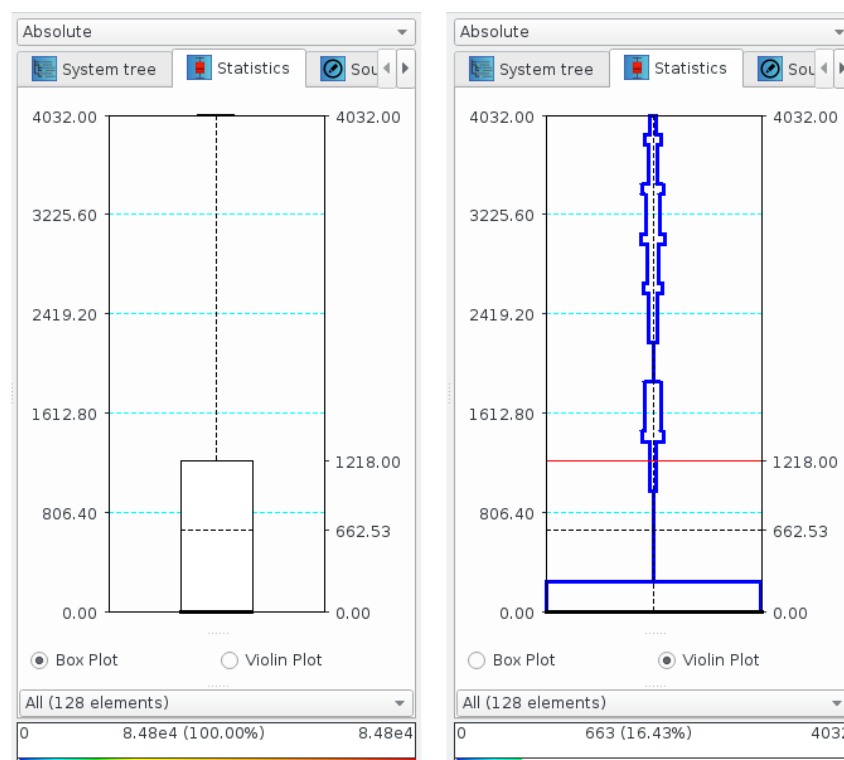 Absolute
System tree
Statistics
Sou
4032.00
4032.00
3225.60
2419.20
1612.80
1218.00
806.40
662.53
0.00
0.00
Box Plot
Violin Plot
All (128 elements)
0
8.48e4 (100.00%)
8.48e4
Absolute
System tree
Statistics
Sou
4032.00
4032.00
3225.60
2419.20
1612.80
1218.00
806.40
662.53
0.00
0.00
Box Plot
Violin Plot
All (128 elements)
0
663 (16.43%)
4032